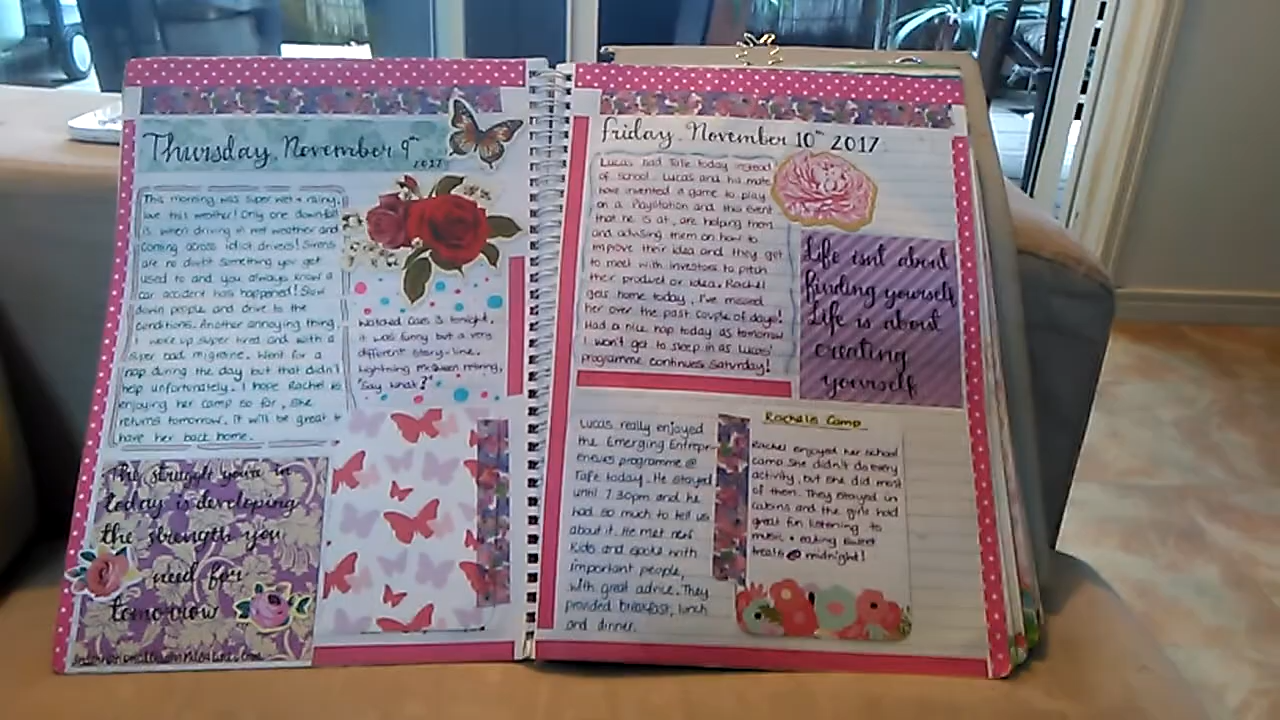 Thursday, November 9th
2017
This morning was super wet & rainy,
love this weather! Only one downfall
is when driving in wet weather and
coming across idiot drivers! Sirens
are no doubt something you get
used to and you always know a
car accident has happened! Slow
down people and drive to the
conditions. Another annoying thing,
woke up super tired and with a
super bad migraine. Went for a
nap during the day but that didn't
help unfortunately. I hope Rachel is
enjoying her camp so far, she
returns tomorrow. It will be great to
have her back home.
Watched Cars 3 tonight,
it was funny but a very
different story-line.
Lightning McQueen retiring,
"Say what?"
The struggle you're in
today is developing
the strength you
need for
tomorrow
Friday, November 10th 2017
Lucas had Tafe today instead
of school. Lucas and his mate
have invented a game to play
on a PlayStation and this event
that he is at, are helping them
and advising them on how to
improve their idea and they get
to meet with investors to pitch
their product or idea. Rachel
gets home today, I've missed
her over the past couple of days!
Had a nice nap today as tomorrow
I won't get to sleep in as Lucas'
programme continues Saturday!
Life isn't about
finding yourself
Life is about
creating
yourself
Lucas really enjoyed
the Emerging Entrepr-
eneurs programme @
Tafe today. He stayed
until 7.30pm and he
had so much to tell us
about it. He met new
kids and spoke with
important people,
with great advice. They
provided breakfast, lunch
and dinner.
Rachel's Camp
Rachel enjoyed her school
camp. She didn't do every
activity, but she did most
of them. They stayed in
cabins and the girls had
great fun listening to
music & eating sweet
treats @ midnight!